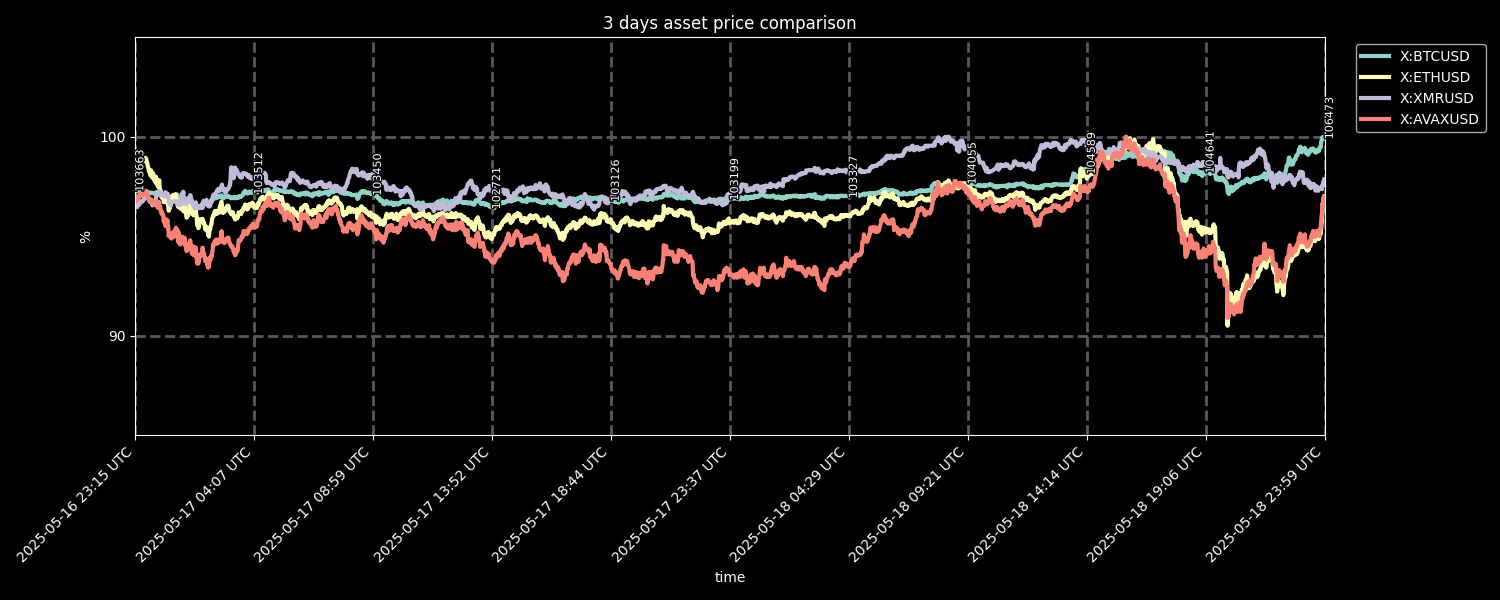 3 days asset price comparison
X:BTCUSD
X:ETHUSD
X:XMRUSD
X:AVAXUSD
%
100
90
103663
103512
103450
102721
103126
103199
103327
104055
104589
104641
106473
2025-05-16 23:15 UTC
2025-05-17 04:07 UTC
2025-05-17 08:59 UTC
2025-05-17 13:52 UTC
2025-05-17 18:44 UTC
2025-05-17 23:37 UTC
2025-05-18 04:29 UTC
2025-05-18 09:21 UTC
2025-05-18 14:14 UTC
2025-05-18 19:06 UTC
2025-05-18 23:59 UTC
time